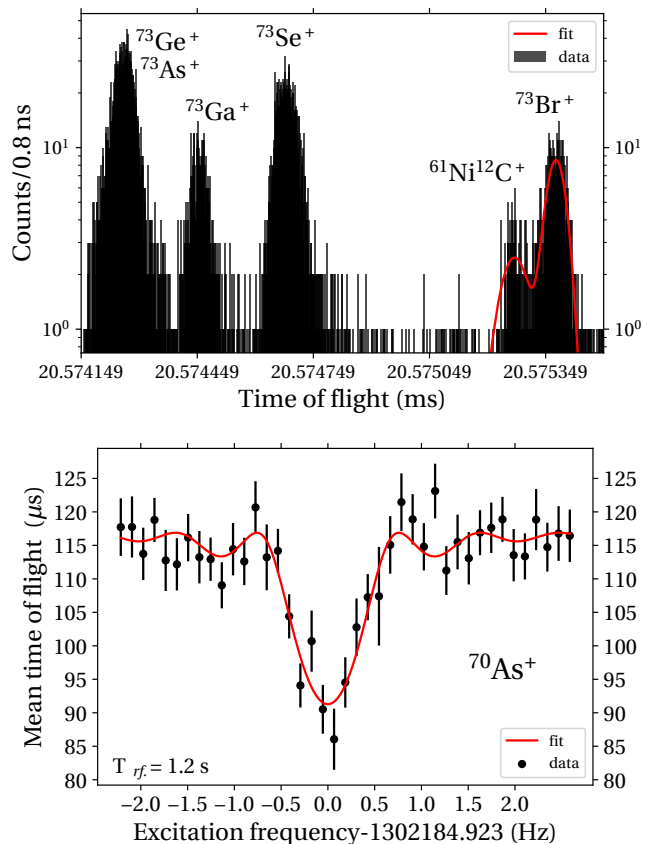 ⁷³Ge⁺
⁷³As⁺
⁷³Ga⁺
⁷³Se⁺
fit
data
⁷³Br⁺
⁶¹Ni¹²C⁺
Counts/0.8 ns
10¹
10⁰
10¹
10⁰
20.574149 20.574449 20.574749 20.575049 20.575349
Time of flight (ms)
Mean time of flight (μs)
125
120
115
110
105
100
95
90
85
80
125
120
115
110
105
100
95
90
85
80
⁷⁰As⁺
fit
data
T rf. = 1.2 s
−2.0 −1.5 −1.0 −0.5 0.0 0.5 1.0 1.5 2.0
Excitation frequency-1302184.923 (Hz)